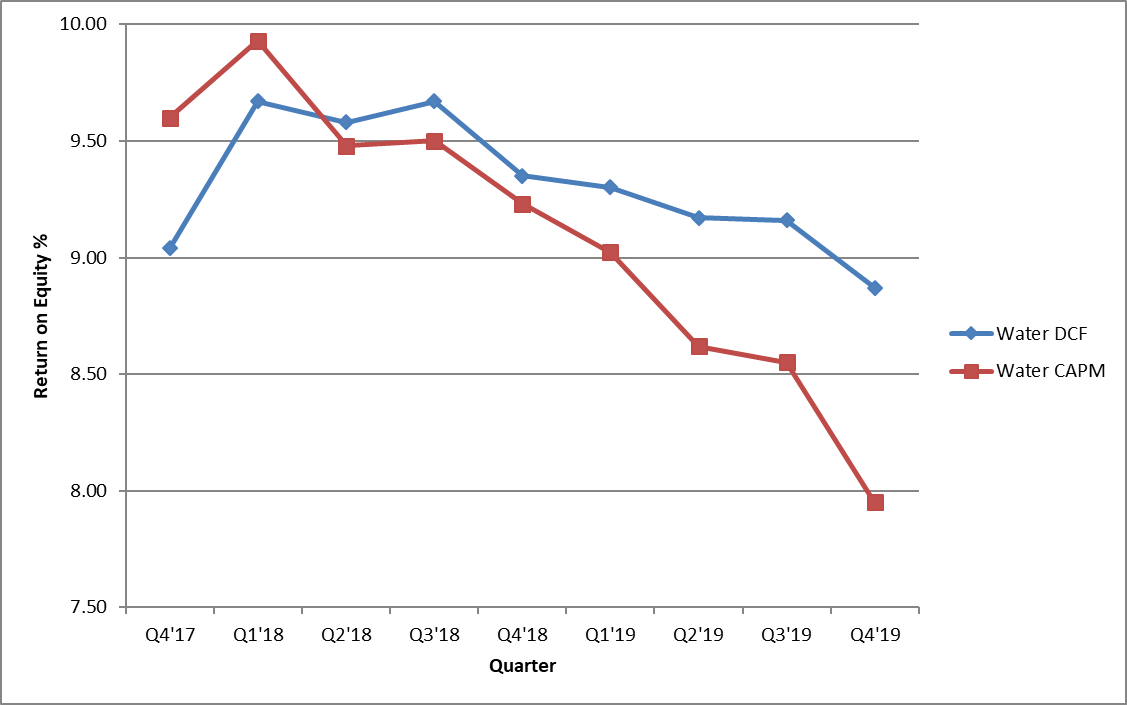 10.00
9.50
9.00
8.50
8.00
7.50
Return on Equity %
Q4'17 Q1'18 Q2'18 Q3'18 Q4'18 Q1'19 Q2'19 Q3'19 Q4'19
Quarter
Water DCF
Water CAPM